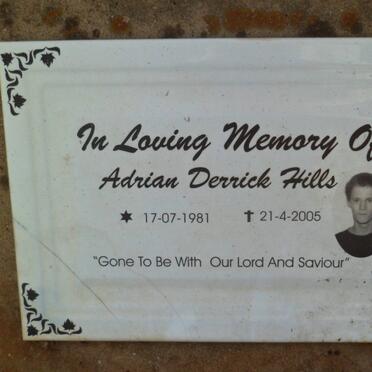 In Loving Memory Of
Adrian Derrick Hills
✶ 17-07-1981 ✝ 21-4-2005
"Gone To Be With Our Lord And Saviour"